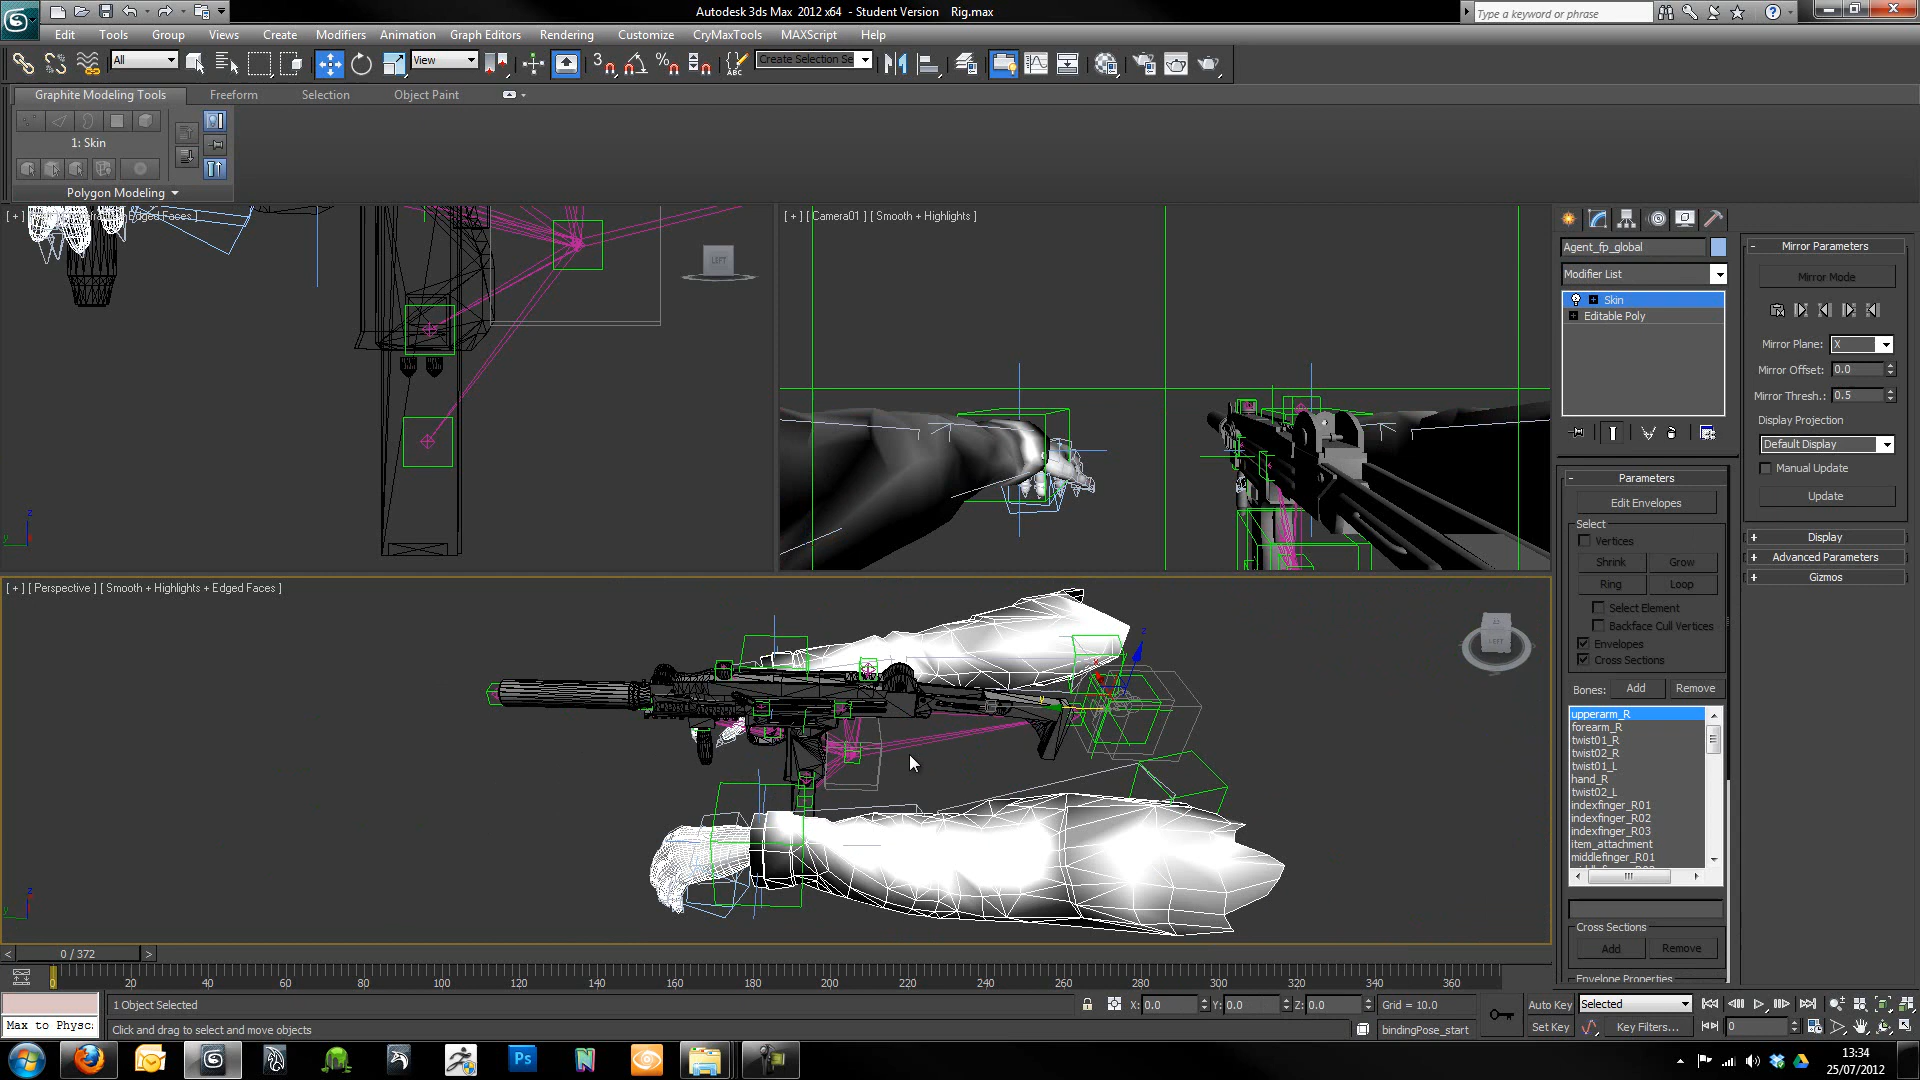 Autodesk 3ds Max 2012 x64 - Student Version Rig.max
Type a keyword or phrase
Edit Tools Group Views Create Modifiers Animation Graph Editors Rendering Customize CryMaxTools MAXScript Help
All View Create Selection Se
Graphite Modeling Tools Freeform Selection Object Paint
1: Skin
Polygon Modeling
[ + ] Edged Faces ]
LEFT
[ + ] [ Camera01 ] [ Smooth + Highlights ]
[ + ] [ Perspective ] [ Smooth + Highlights + Edged Faces ]
LEFT
Agent_fp_global
Modifier List
Skin
Editable Poly
Parameters
Edit Envelopes
Select
Vertices
Shrink Grow
Ring Loop
Select Element
Backface Cull Vertices
Envelopes
Cross Sections
Bones: Add Remove
upperarm_R
forearm_R
twist01_R
twist02_R
twist01_L
hand_R
twist02_L
indexfinger_R01
indexfinger_R02
indexfinger_R03
item_attachment
middlefinger_R01
Cross Sections
Add Remove
Envelope Properties
Mirror Parameters
Mirror Mode
Mirror Plane: X
Mirror Offset: 0.0
Mirror Thresh.: 0.5
Display Projection
Default Display
Manual Update
Update
Display
Advanced Parameters
Gizmos
0 / 372
0 20 40 60 80 100 120 140 160 180 200 220 240 260 280 300 320 340 360
1 Object Selected
X: 0.0 Y: 0.0 Z: 0.0 Grid = 10.0
Auto Key Selected
Max to Physc:
Click and drag to select and move objects
bindingPose_start
Set Key Key Filters... 0
Ps
13:34
25/07/2012